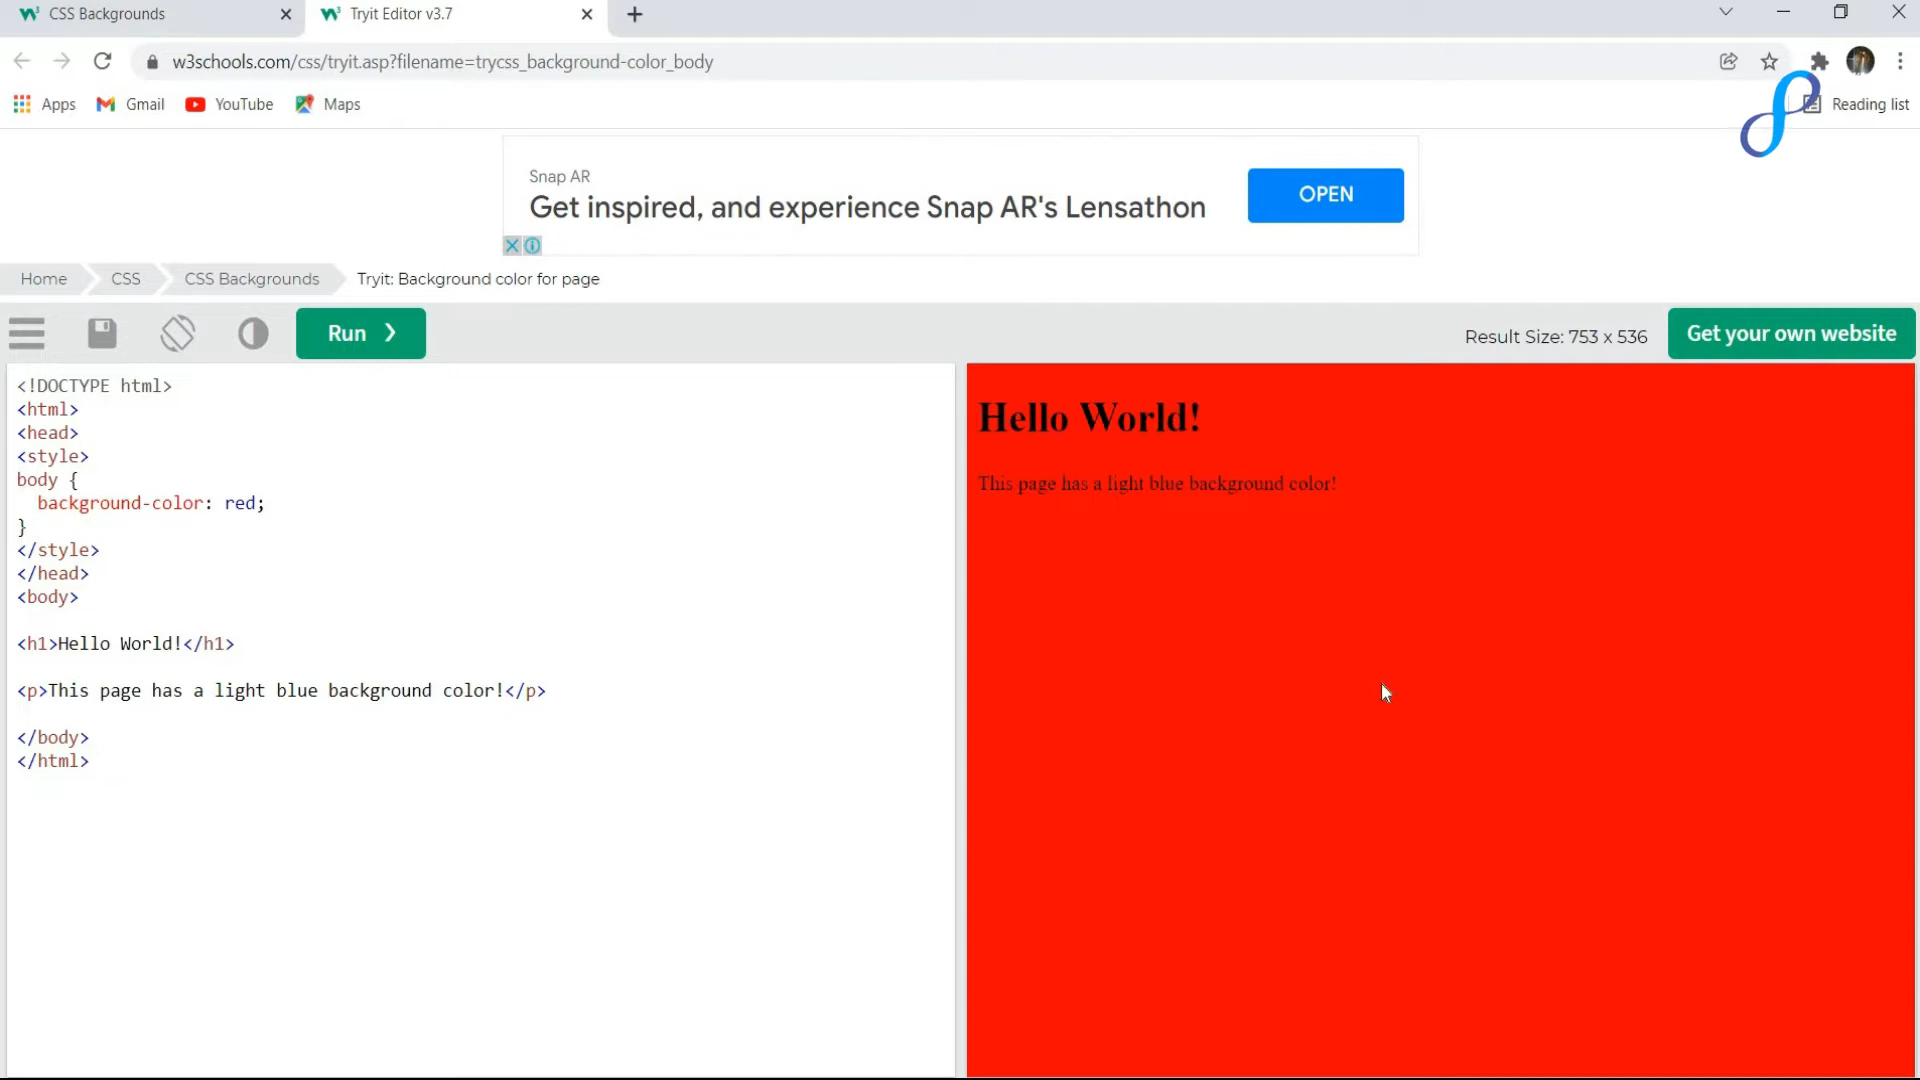 CSS Backgrounds
Tryit Editor v3.7
w3schools.com/css/tryit.asp?filename=trycss_background-color_body
Apps
Gmail
YouTube
Maps
Reading list
Snap AR
Get inspired, and experience Snap AR's Lensathon
OPEN
Home
CSS
CSS Backgrounds
Tryit: Background color for page
Run ❯
Result Size: 753 x 536
Get your own website
<!DOCTYPE html>
<html>
<head>
<style>
body {
  background-color: red;
}
</style>
</head>
<body>
<h1>Hello World!</h1>
<p>This page has a light blue background color!</p>
</body>
</html>
Hello World!
This page has a light blue background color!